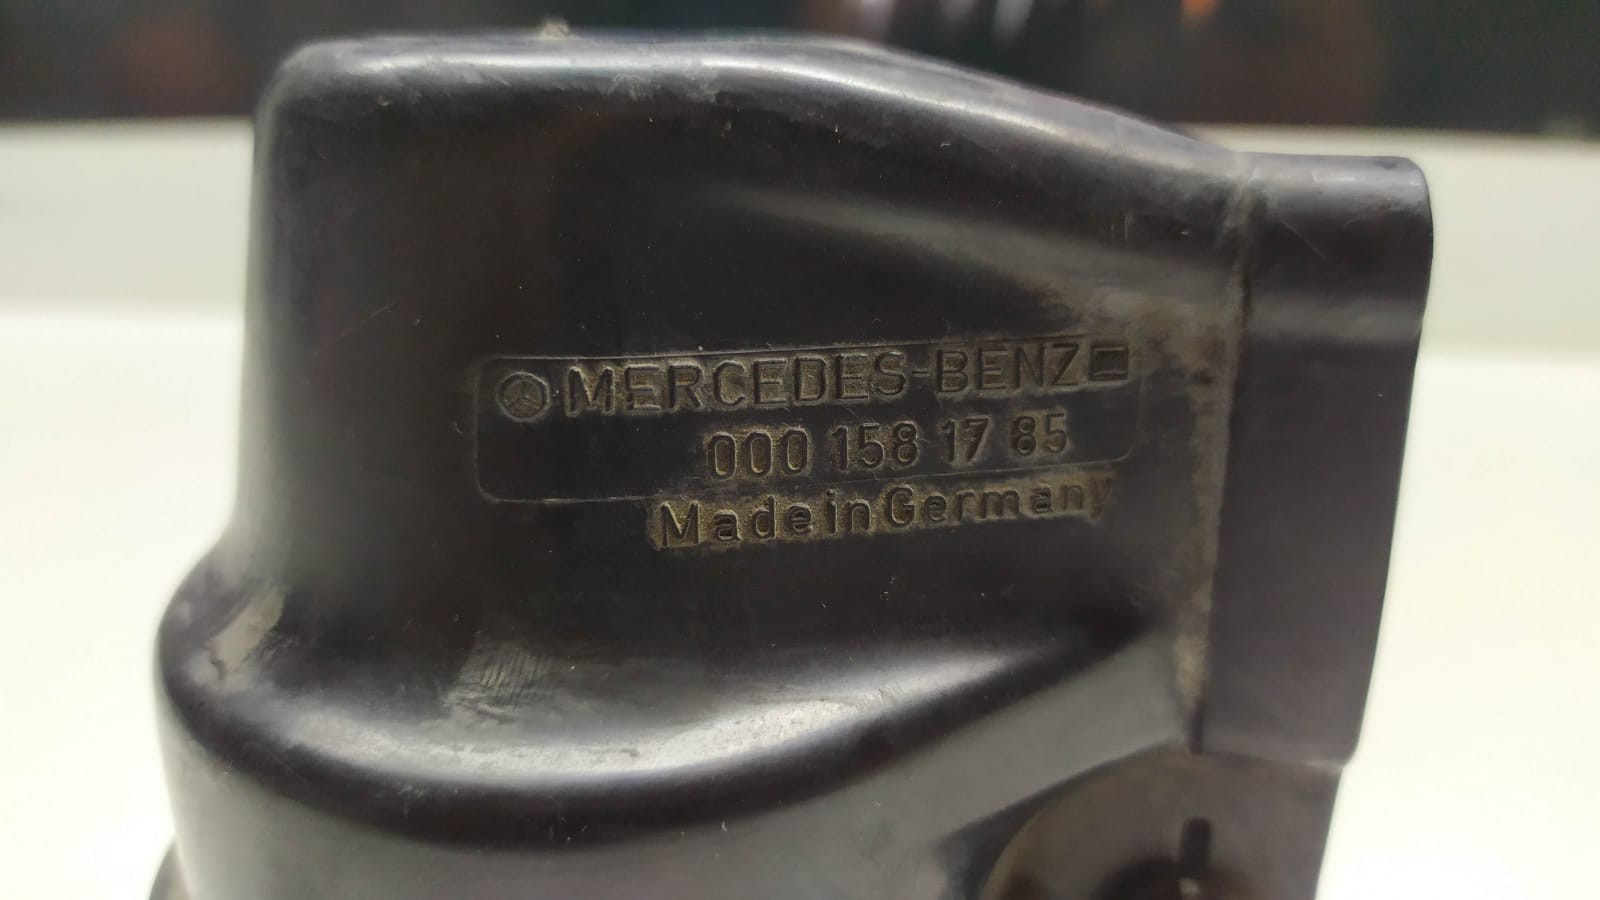 MERCEDES-BENZ
000 158 17 85
Made in Germany